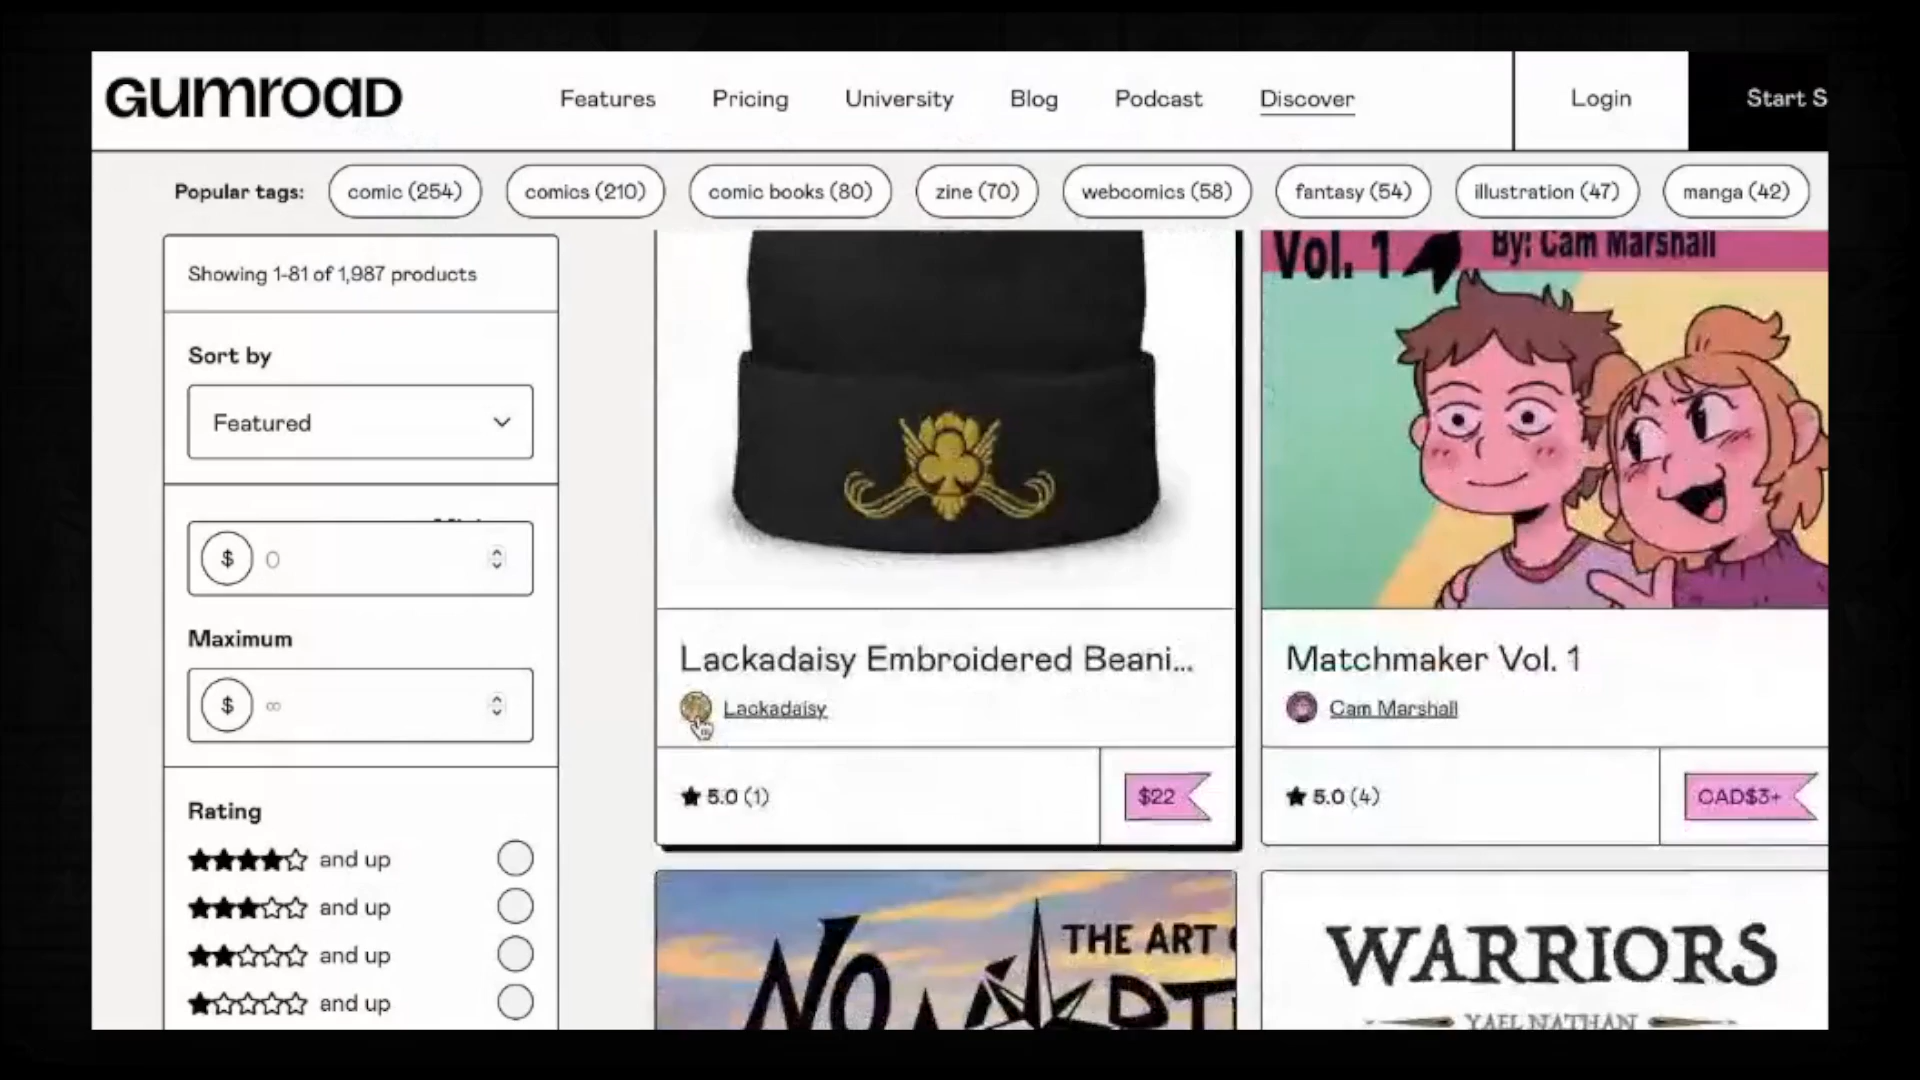 GUMROAD
Features Pricing University Blog Podcast Discover Login Start S
Popular tags: comic (254) comics (210) comic books (80) zine (70) webcomics (58) fantasy (54) illustration (47) manga (42)
Showing 1-81 of 1,987 products
Sort by
Featured
$ 0
Maximum
$ ∞
Rating
and up
and up
and up
and up
Lackadaisy Embroidered Beani...
Lackadaisy
5.0 (1)
$22
Vol. 1 By: Cam Marshall
Matchmaker Vol. 1
Cam Marshall
5.0 (4)
CAD$3+
THE ART
NO
WARRIORS
YAEL NATHAN